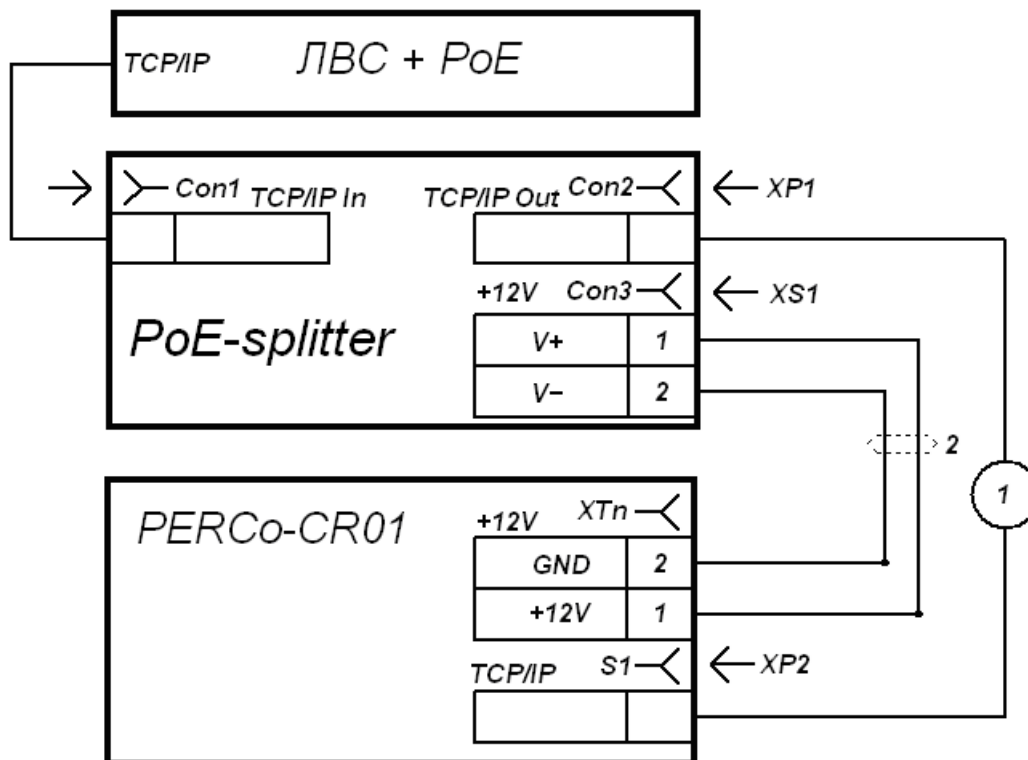 TCP/IP ЛВС + PoE
Con1 TCP/IP In TCP/IP Out Con2 XP1
+12V Con3 XS1
PoE-splitter
V+ 1
V− 2
2
1
PERCo-CR01
+12V XTn
GND 2
+12V 1
TCP/IP S1 XP2